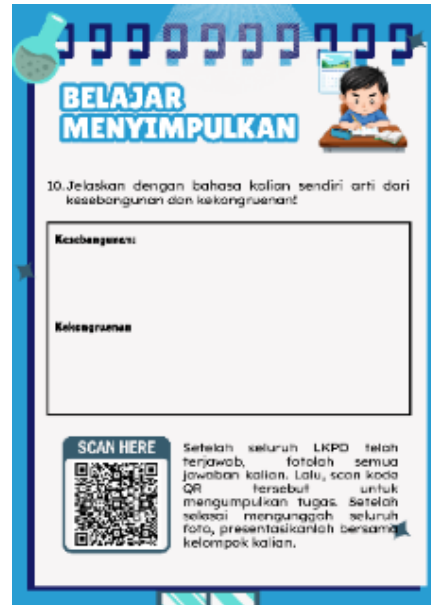 BELAJAR
MENYIMPULKAN
10.Jelaskan dengan bahasa kalian sendiri arti dari
kesebangunan dan kekongruenan!
Kesebangunan:
Kekongruenan
SCAN HERE
Setelah seluruh LKPD telah
terjawab, fotolah semua
jawaban kalian. Lalu, scan kode
QR tersebut untuk
mengumpulkan tugas. Setelah
selesai mengunggah seluruh
foto, presentasikanlah bersama
kelompok kalian.